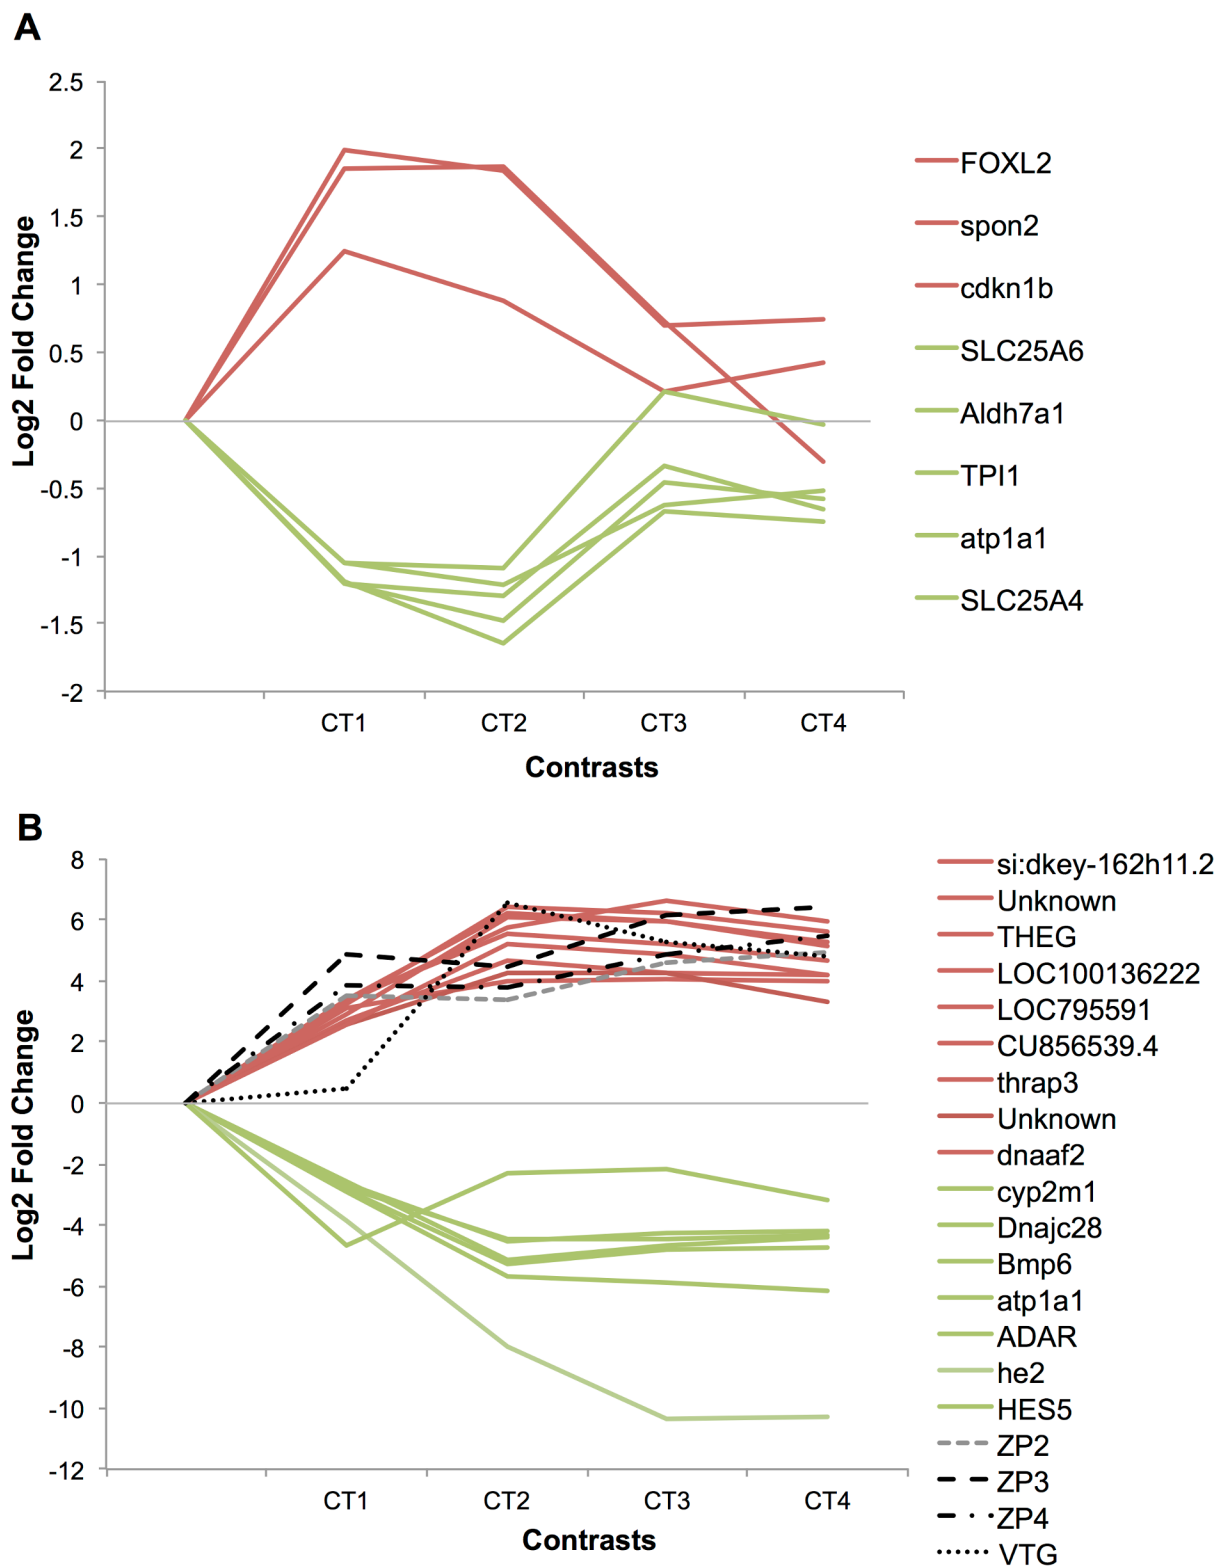 A
2.5
2
1.5
1
0.5
0
-0.5
-1
-1.5
-2
Log2 Fold Change
CT1 CT2 CT3 CT4
Contrasts
FOXL2
spon2
cdkn1b
SLC25A6
Aldh7a1
TPI1
atp1a1
SLC25A4
B
8
6
4
2
0
-2
-4
-6
-8
-10
-12
Log2 Fold Change
CT1 CT2 CT3 CT4
Contrasts
si:dkey-162h11.2
Unknown
THEG
LOC100136222
LOC795591
CU856539.4
thrap3
Unknown
dnaaf2
cyp2m1
Dnajc28
Bmp6
atp1a1
ADAR
he2
HES5
ZP2
ZP3
ZP4
VTG